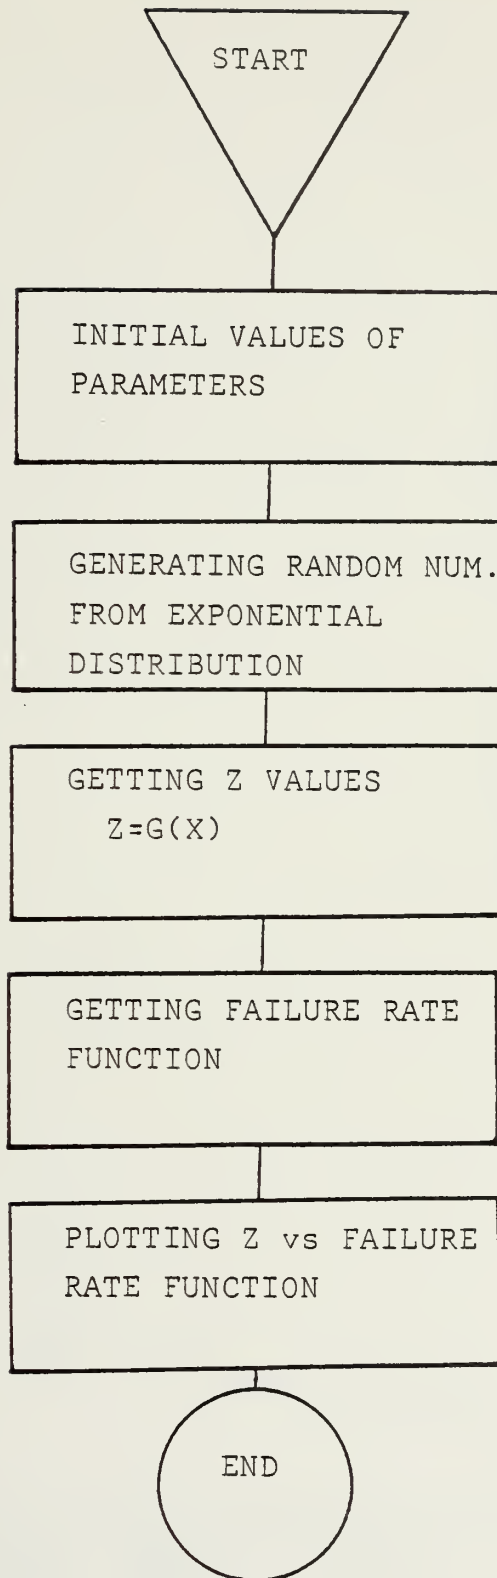 START
INITIAL VALUES OF
PARAMETERS
GENERATING RANDOM NUM.
FROM EXPONENTIAL
DISTRIBUTION
GETTING Z VALUES
Z=G(X)
GETTING FAILURE RATE
FUNCTION
PLOTTING Z vs FAILURE
RATE FUNCTION
END